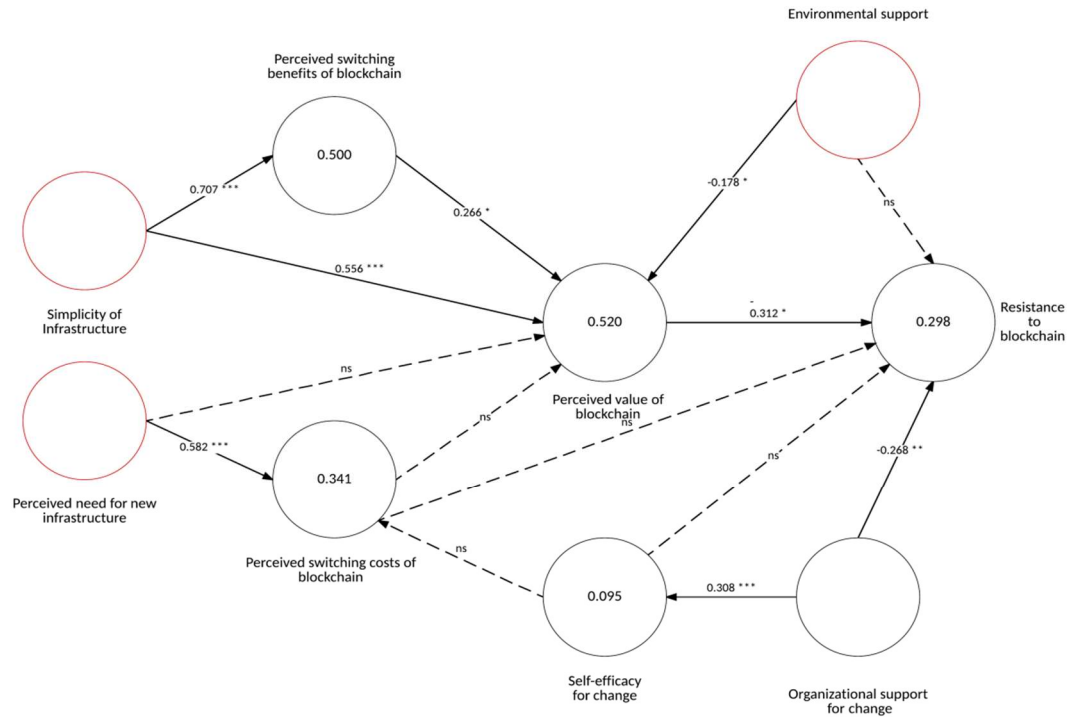 Environmental support
Perceived switching
benefits of blockchain
0.500
0.707 ***
-0.178 *
ns
0.266 *
0.556 ***
Simplicity of
Infrastructure
0.520
-
0.312 *
0.298
Resistance
to
blockchain
ns
Perceived value of
blockchain
ns
ns
0.582 ***
0.341
ns
-0.268 **
Perceived need for new
infrastructure
Perceived switching costs of
blockchain
ns
0.095
0.308 ***
Self-efficacy
for change
Organizational support
for change